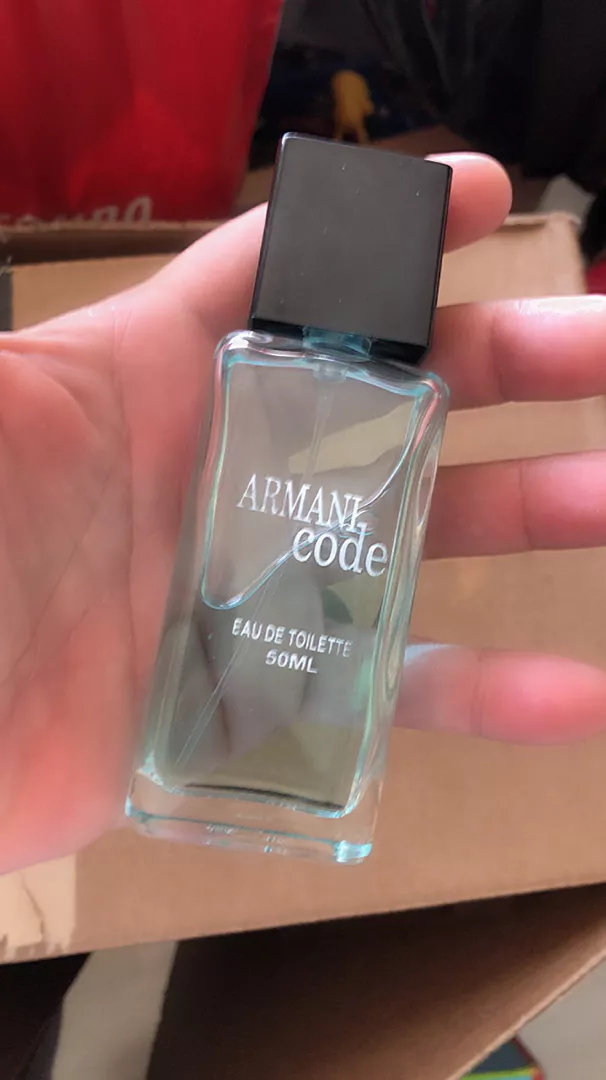 ARMANI
code
EAU DE TOILETTE
50ML